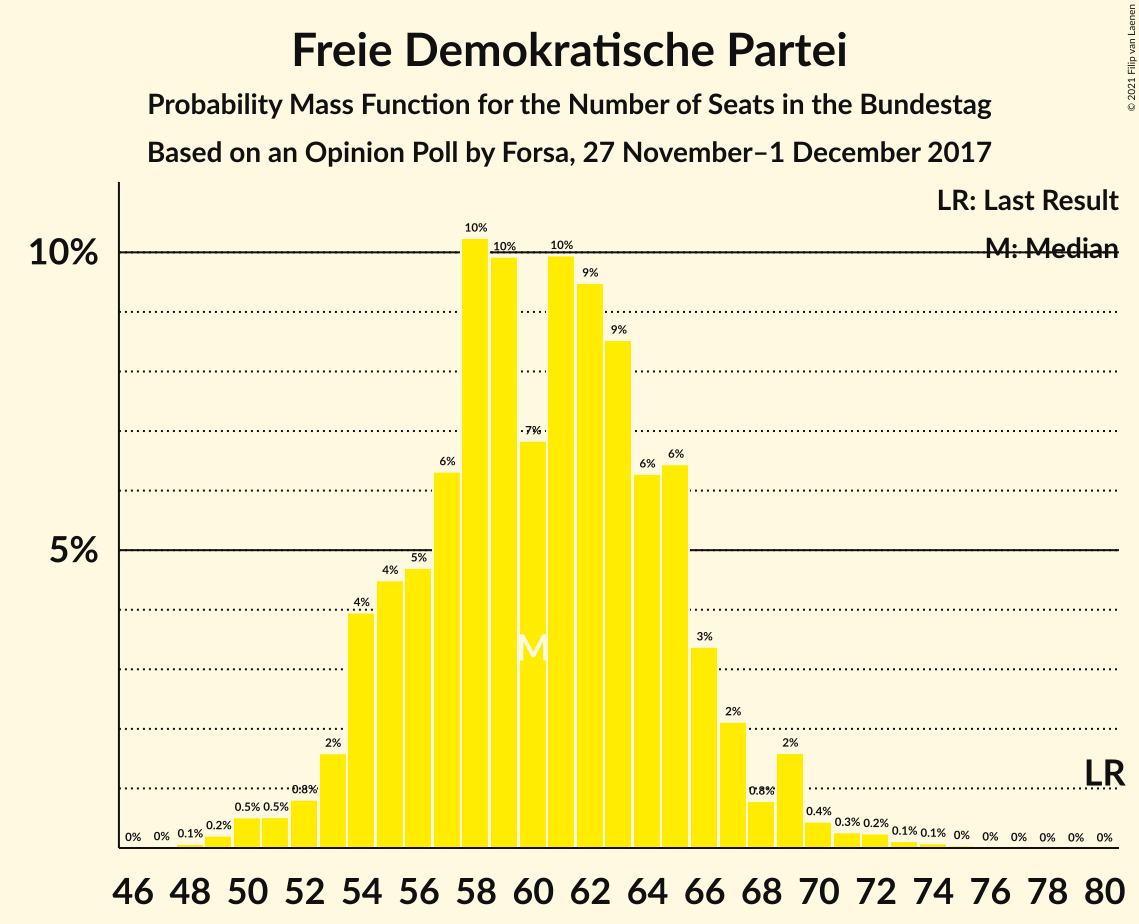 © 2021 Filip van Laenen
Freie Demokratische Partei
Probability Mass Function for the Number of Seats in the Bundestag
Based on an Opinion Poll by Forsa, 27 November–1 December 2017
LR: Last Result
M: Median
10%
5%
0% 0% 0.1% 0.2% 0.5% 0.5% 0.8% 2% 4% 4% 5% 6% 10% 10% 7% 10% 9% 9% 6% 6% 3% 2% 0.8% 2% 0.4% 0.3% 0.2% 0.1% 0.1% 0% 0% 0% 0% 0% 0%
M
LR
46 48 50 52 54 56 58 60 62 64 66 68 70 72 74 76 78 80